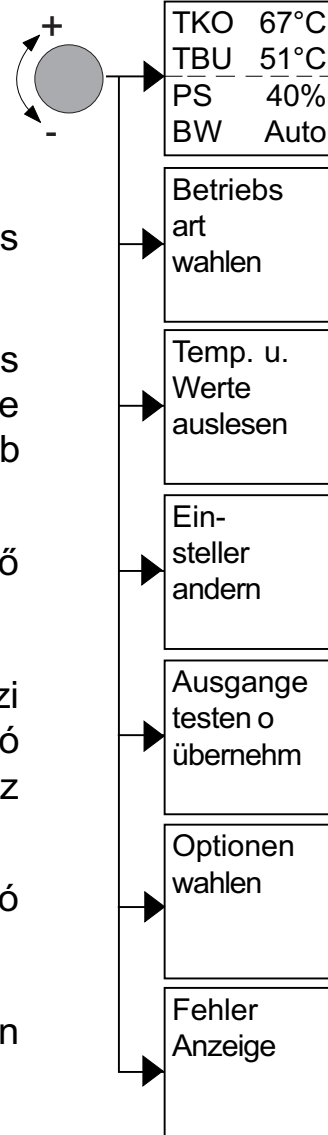 +
-
TKO 67°C
TBU 51°C
PS 40%
BW Auto
Betriebs
art
wahlen
Temp. u.
Werte
auslesen
Ein-
steller
andern
Ausgange
testen o
übernehm
Optionen
wahlen
Fehler
Anzeige
s
s
e
b
ő
zi
ó
z
ó
n